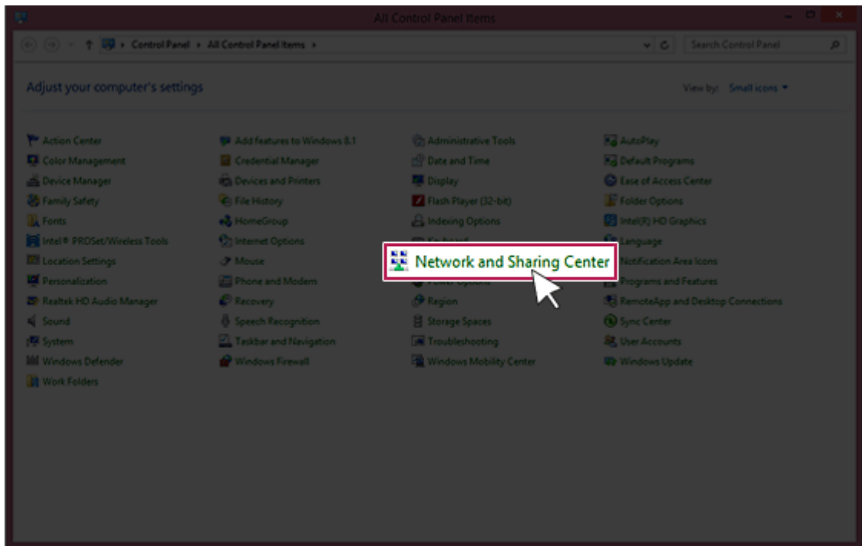 All Control Panel Items
Control Panel ▸ All Control Panel Items ▸
Search Control Panel
Adjust your computer's settings
View by: Small icons
Action Center
Add features to Windows 8.1
Administrative Tools
AutoPlay
Color Management
Credential Manager
Date and Time
Default Programs
Device Manager
Devices and Printers
Display
Ease of Access Center
Family Safety
File History
Flash Player (32-bit)
Folder Options
Fonts
HomeGroup
Indexing Options
Intel(R) HD Graphics
Intel® PROSet/Wireless Tools
Internet Options
Keyboard
Language
Location Settings
Mouse
Network and Sharing Center
Notification Area Icons
Personalization
Phone and Modem
Power Options
Programs and Features
Realtek HD Audio Manager
Recovery
Region
RemoteApp and Desktop Connections
Sound
Speech Recognition
Storage Spaces
Sync Center
System
Taskbar and Navigation
Troubleshooting
User Accounts
Windows Defender
Windows Firewall
Windows Mobility Center
Windows Update
Work Folders